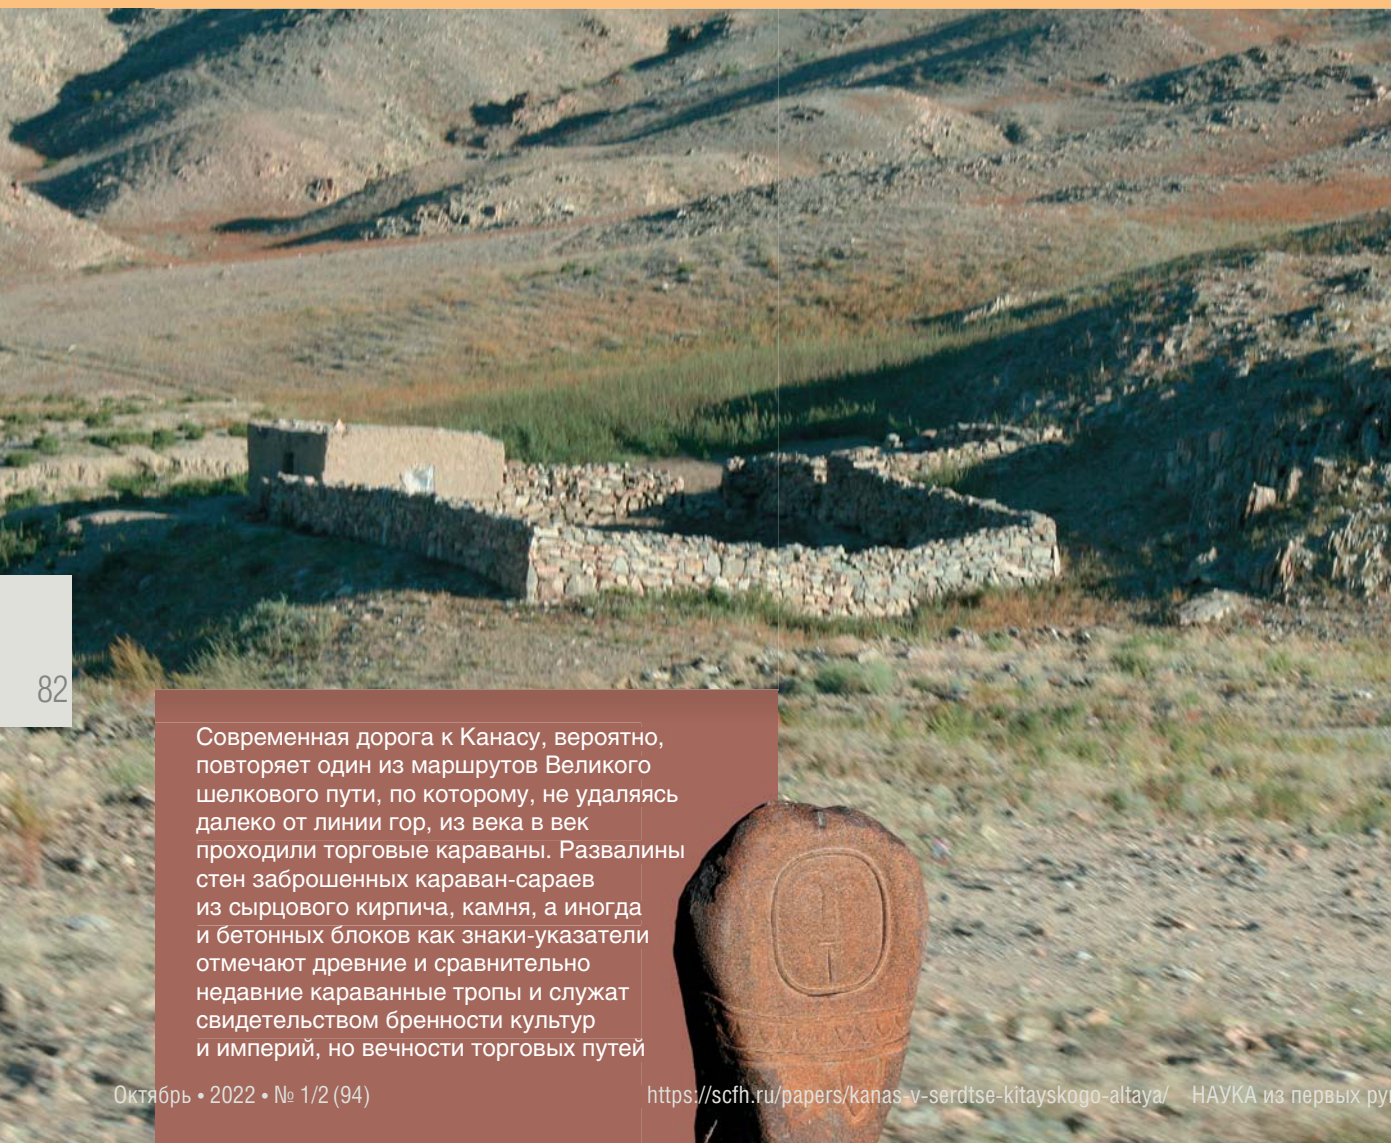 82
Современная дорога к Канасу, вероятно,
повторяет один из маршрутов Великого
шелкового пути, по которому, не удаляясь
далеко от линии гор, из века в век
проходили торговые караваны. Развалины
стен заброшенных караван-сараев
из сырцового кирпича, камня, а иногда
и бетонных блоков как знаки-указатели
отмечают древние и сравнительно
недавние караванные тропы и служат
свидетельством бренности культур
и империй, но вечности торговых путей
Октябрь • 2022 • № 1/2 (94)
https://scfh.ru/papers/kanas-v-serdtse-kitayskogo-altaya/ НАУКА из первых